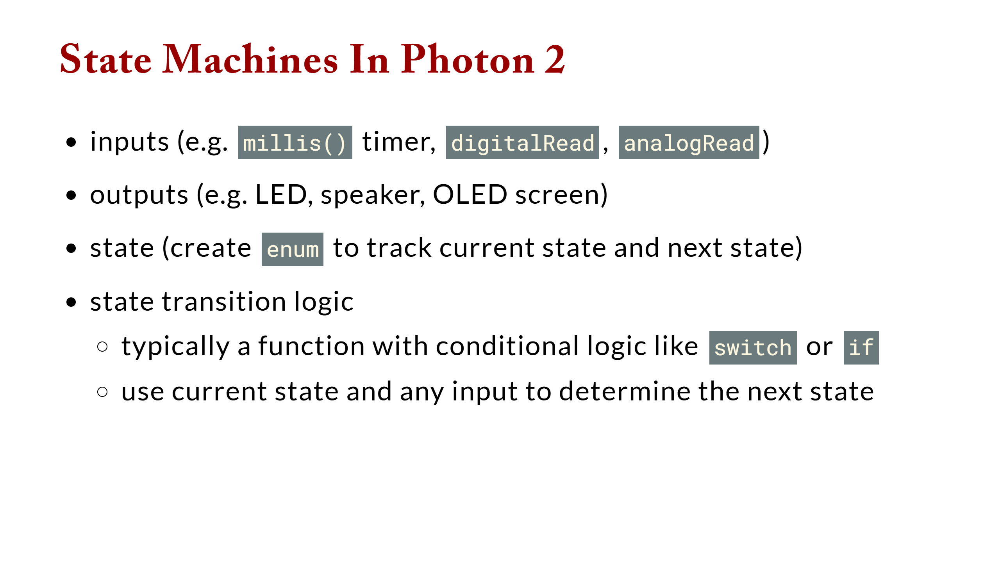 State Machines In Photon 2
• inputs (e.g. millis() timer, digitalRead, analogRead)
• outputs (e.g. LED, speaker, OLED screen)
• state (create enum to track current state and next state)
• state transition logic
◦ typically a function with conditional logic like switch or if
◦ use current state and any input to determine the next state